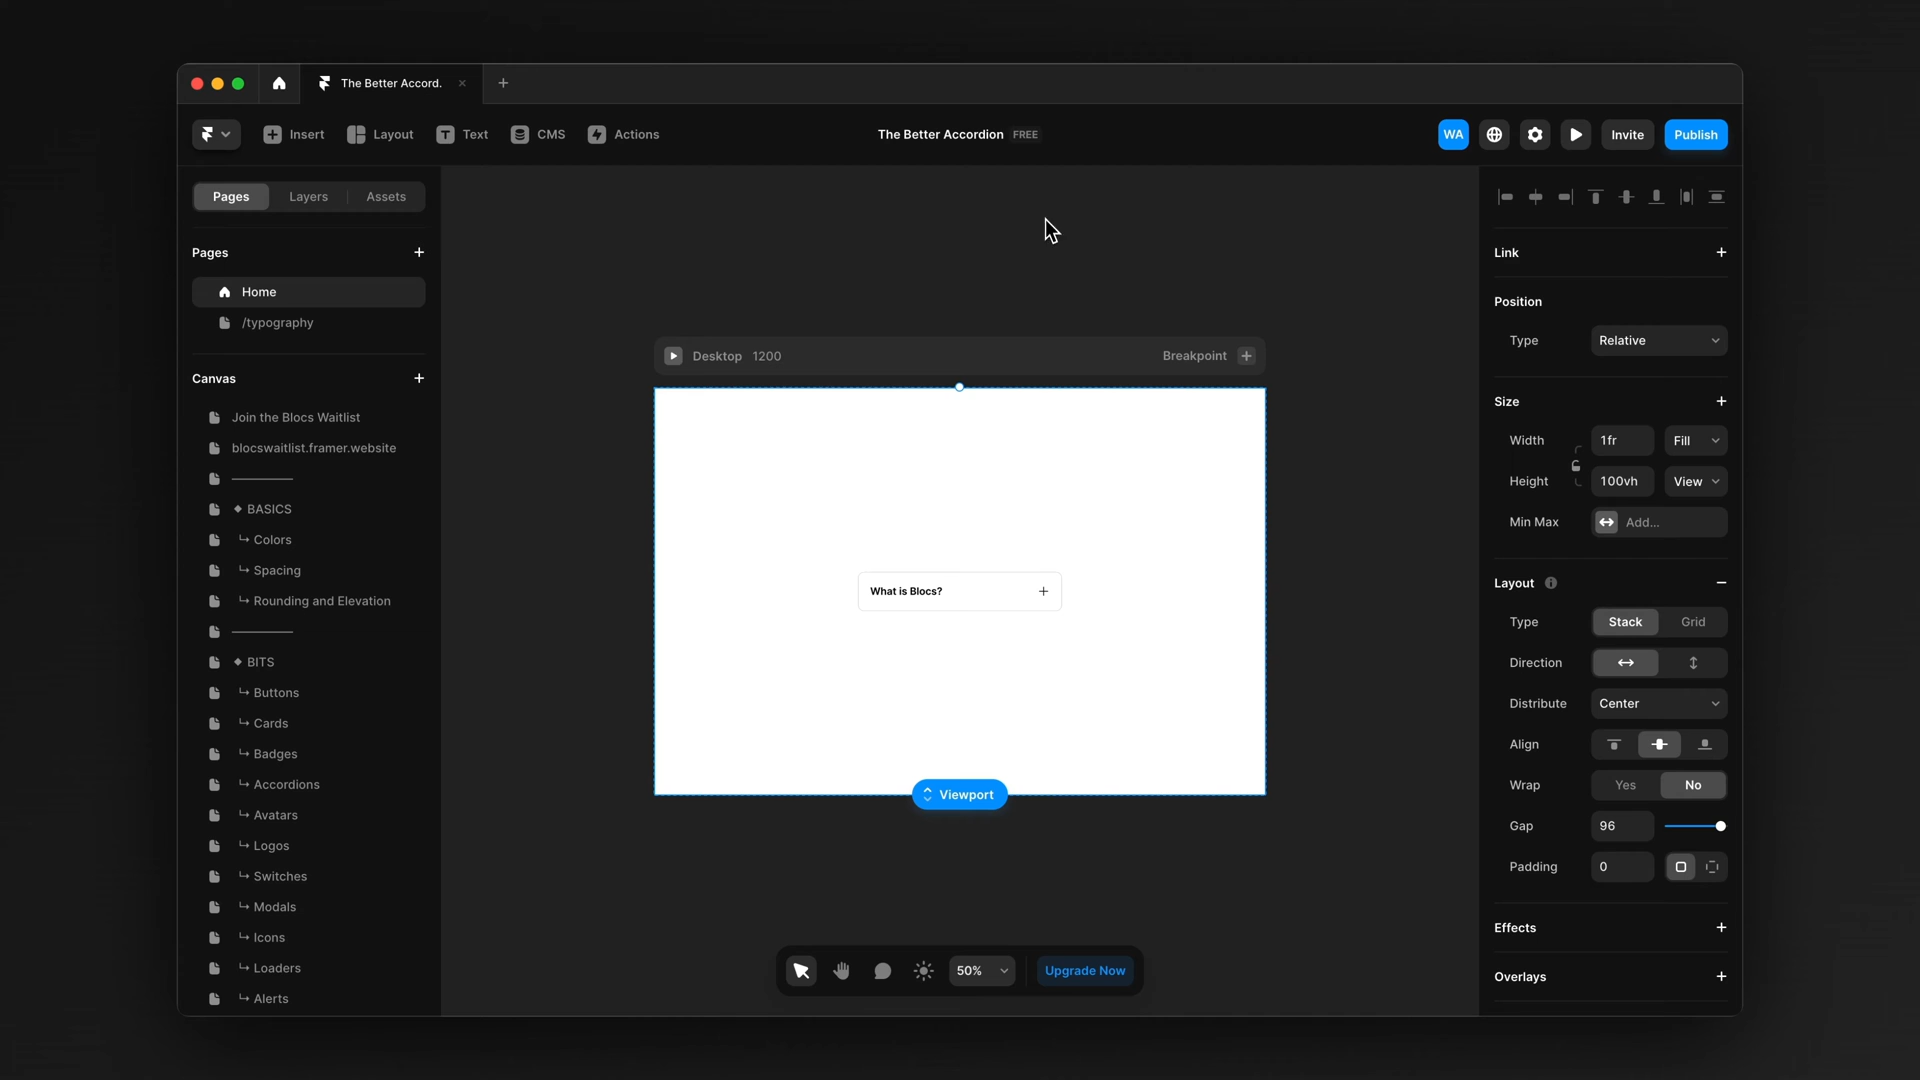 The Better Accord.
Insert
Layout
Text
CMS
Actions
The Better Accordion FREE
WA
Invite
Publish
Pages
Layers
Assets
Pages
Home
/typography
Canvas
Join the Blocs Waitlist
blocswaitlist.framer.website
—————
◆ BASICS
↳ Colors
↳ Spacing
↳ Rounding and Elevation
—————
◆ BITS
↳ Buttons
↳ Cards
↳ Badges
↳ Accordions
↳ Avatars
↳ Logos
↳ Switches
↳ Modals
↳ Icons
↳ Loaders
↳ Alerts
Desktop 1200
Breakpoint
What is Blocs?
Viewport
50%
Upgrade Now
Link
Position
Type Relative
Size
Width 1fr Fill
Height 100vh View
Min Max Add...
Layout
Type Stack Grid
Direction
Distribute Center
Align
Wrap Yes No
Gap 96
Padding 0
Effects
Overlays